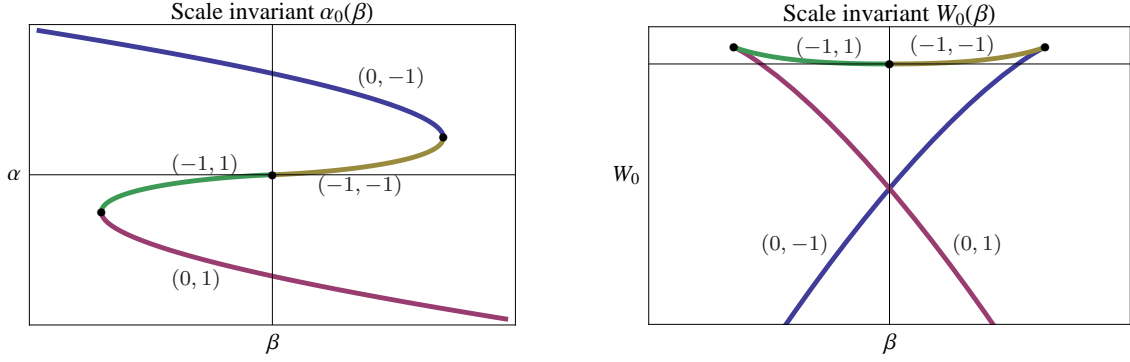 Scale invariant α₀(β)
(0, −1)
(−1, 1)
α
(−1, −1)
(0, 1)
β
Scale invariant W₀(β)
(−1, 1)
(−1, −1)
W₀
(0, −1)
(0, 1)
β